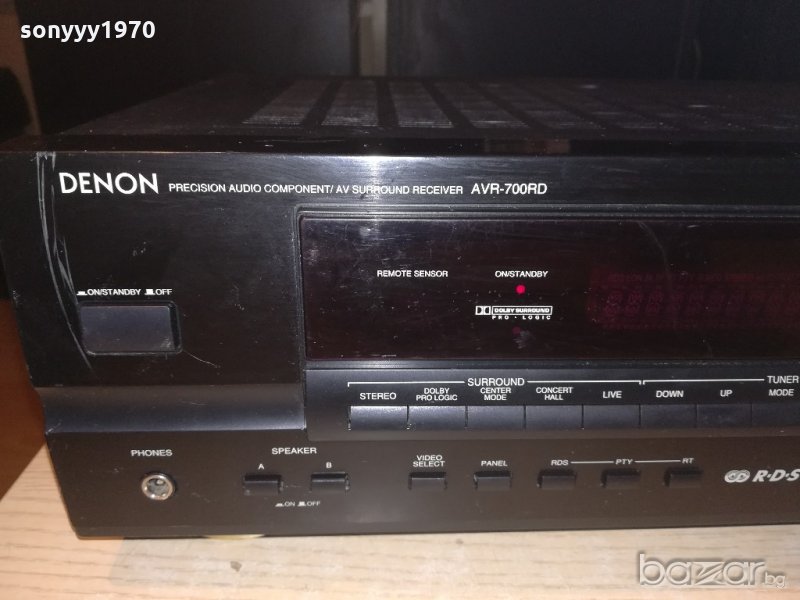 sonyyy1970
DENON PRECISION AUDIO COMPONENT/ AV SURROUND RECEIVER AVR-700RD
REMOTE SENSOR ON/STANDBY
ON/STANDBY OFF
DOLBY SURROUND
PRO · LOGIC
SURROUND TUNER
STEREO DOLBY PRO LOGIC CENTER MODE CONCERT HALL LIVE DOWN UP MODE
PHONES SPEAKER
A B VIDEO SELECT PANEL RDS PTY RT
ON OFF
R·D·S
bazar.bg